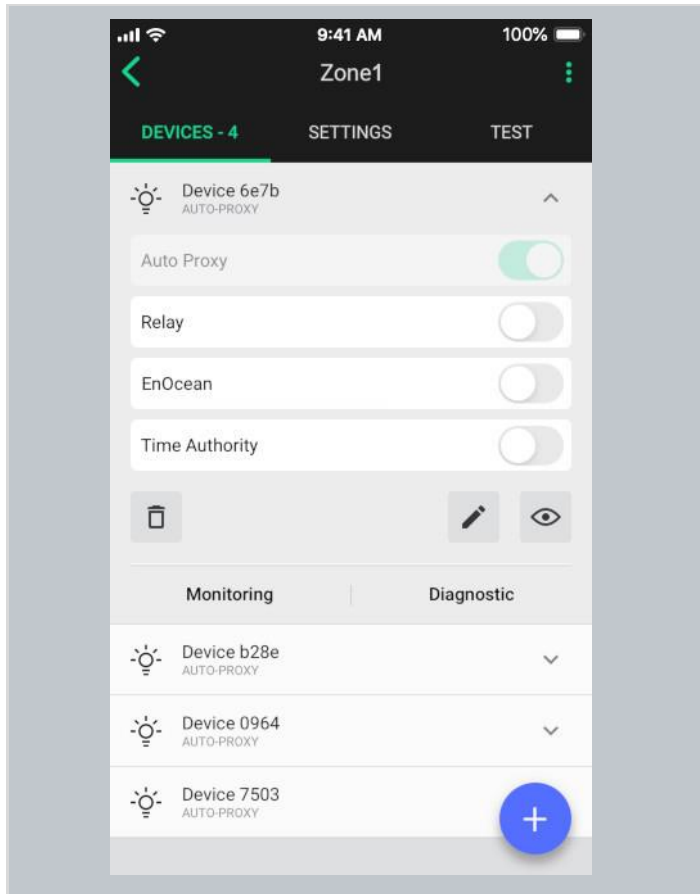 9:41 AM 100%
Zone1
DEVICES - 4 SETTINGS TEST
Device 6e7b
AUTO-PROXY
Auto Proxy
Relay
EnOcean
Time Authority
Monitoring Diagnostic
Device b28e
AUTO-PROXY
Device 0964
AUTO-PROXY
Device 7503
AUTO-PROXY